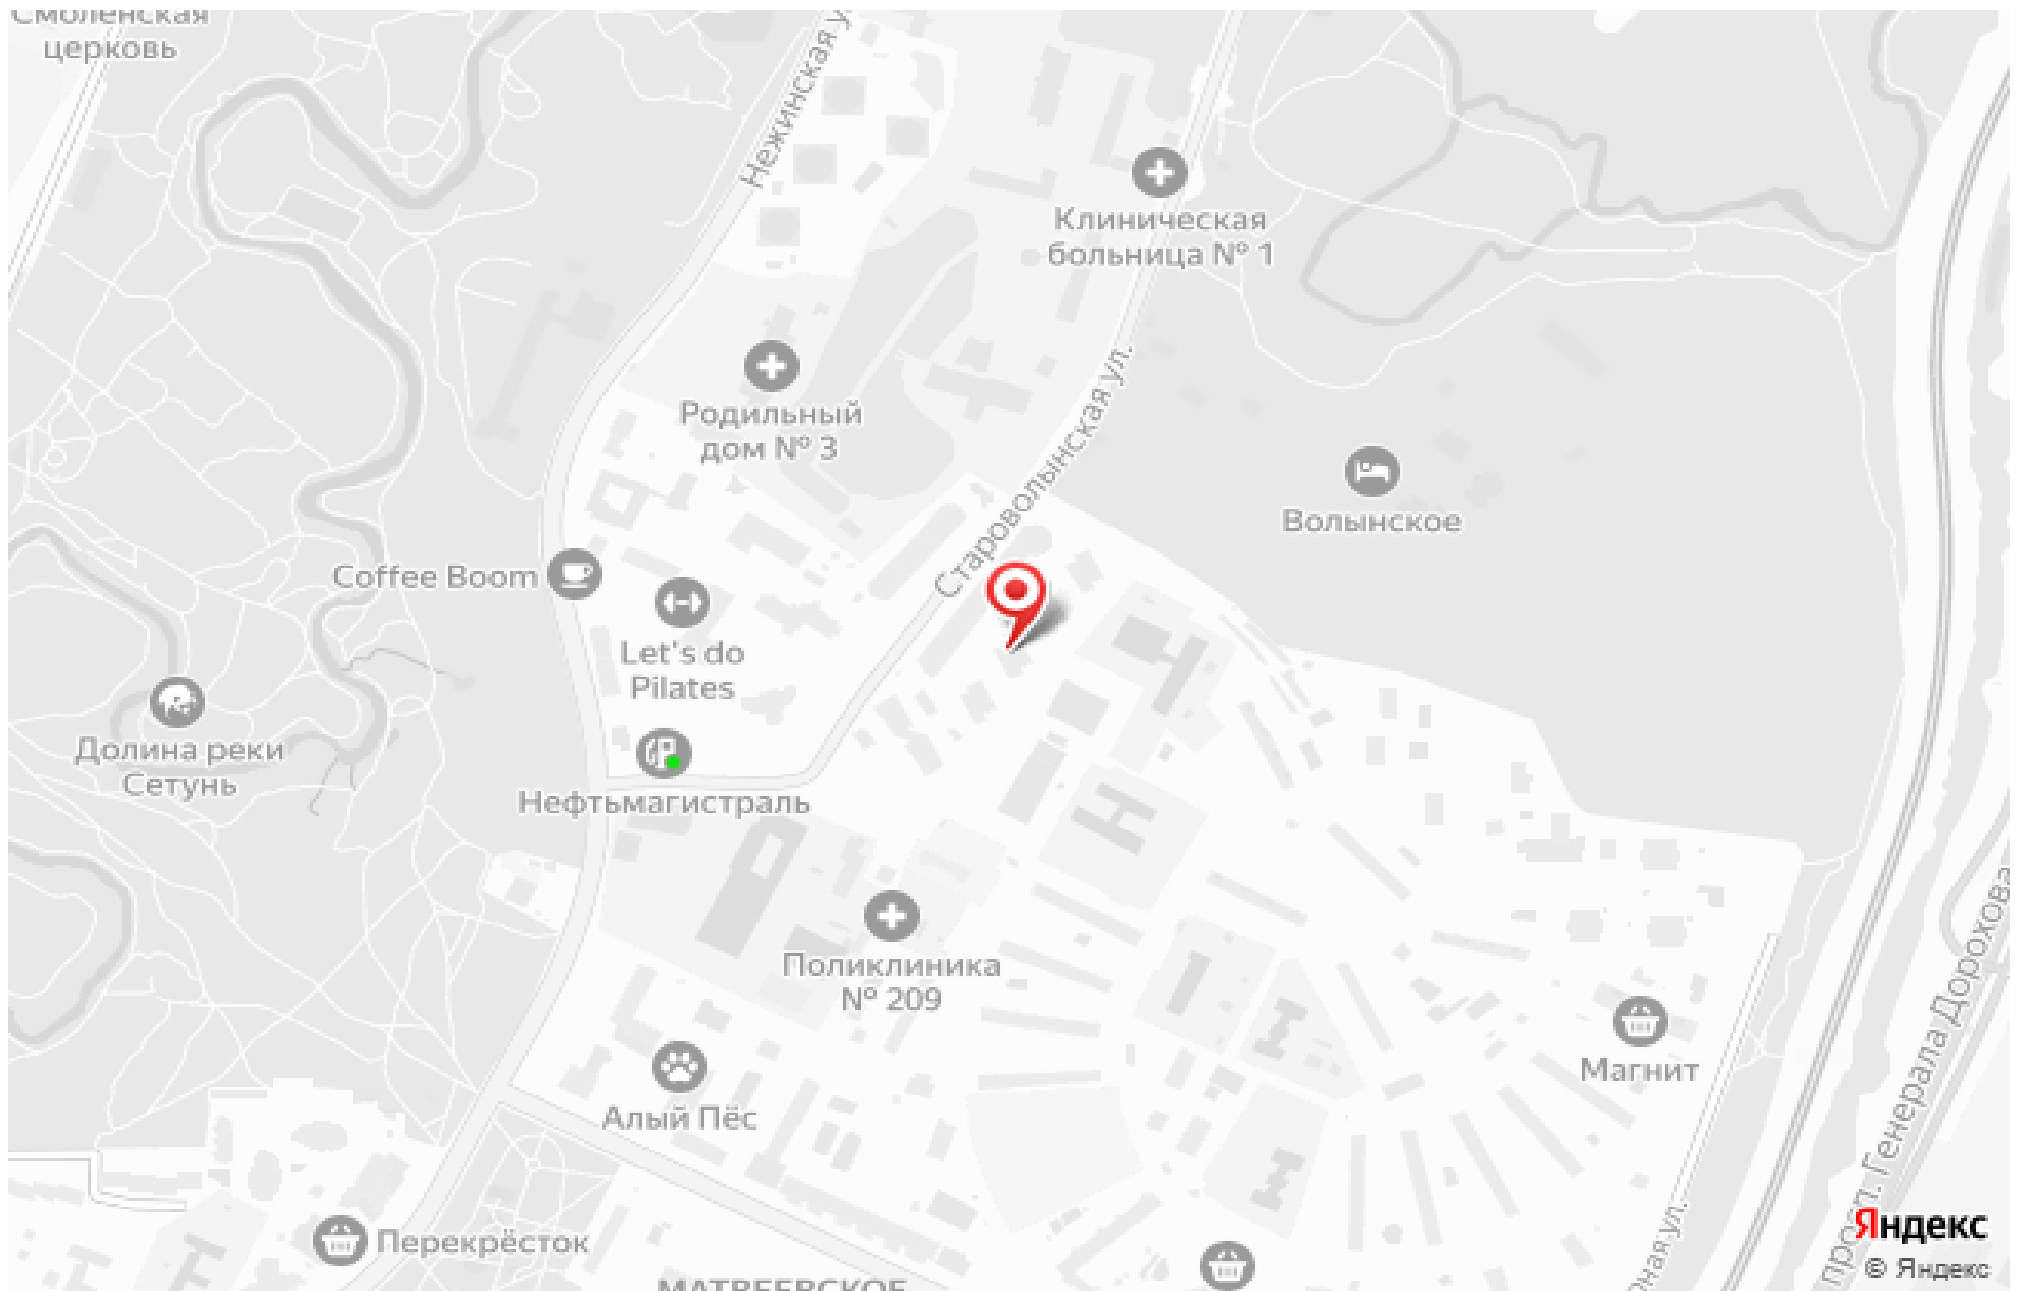 Смоленская
церковь
Нежинская у
Клиническая
больница № 1
Родильный
дом № 3
Староволынская ул.
Волынское
Coffee Boom
Let's do
Pilates
Долина реки
Сетунь
Нефтьмагистраль
Поликлиника
№ 209
Магнит
просп. Генерала Дорохова
Алый Пёс
Перекрёсток
МАТВЕЕВСКОЕ
ная ул.
Яндекс
© Яндекс